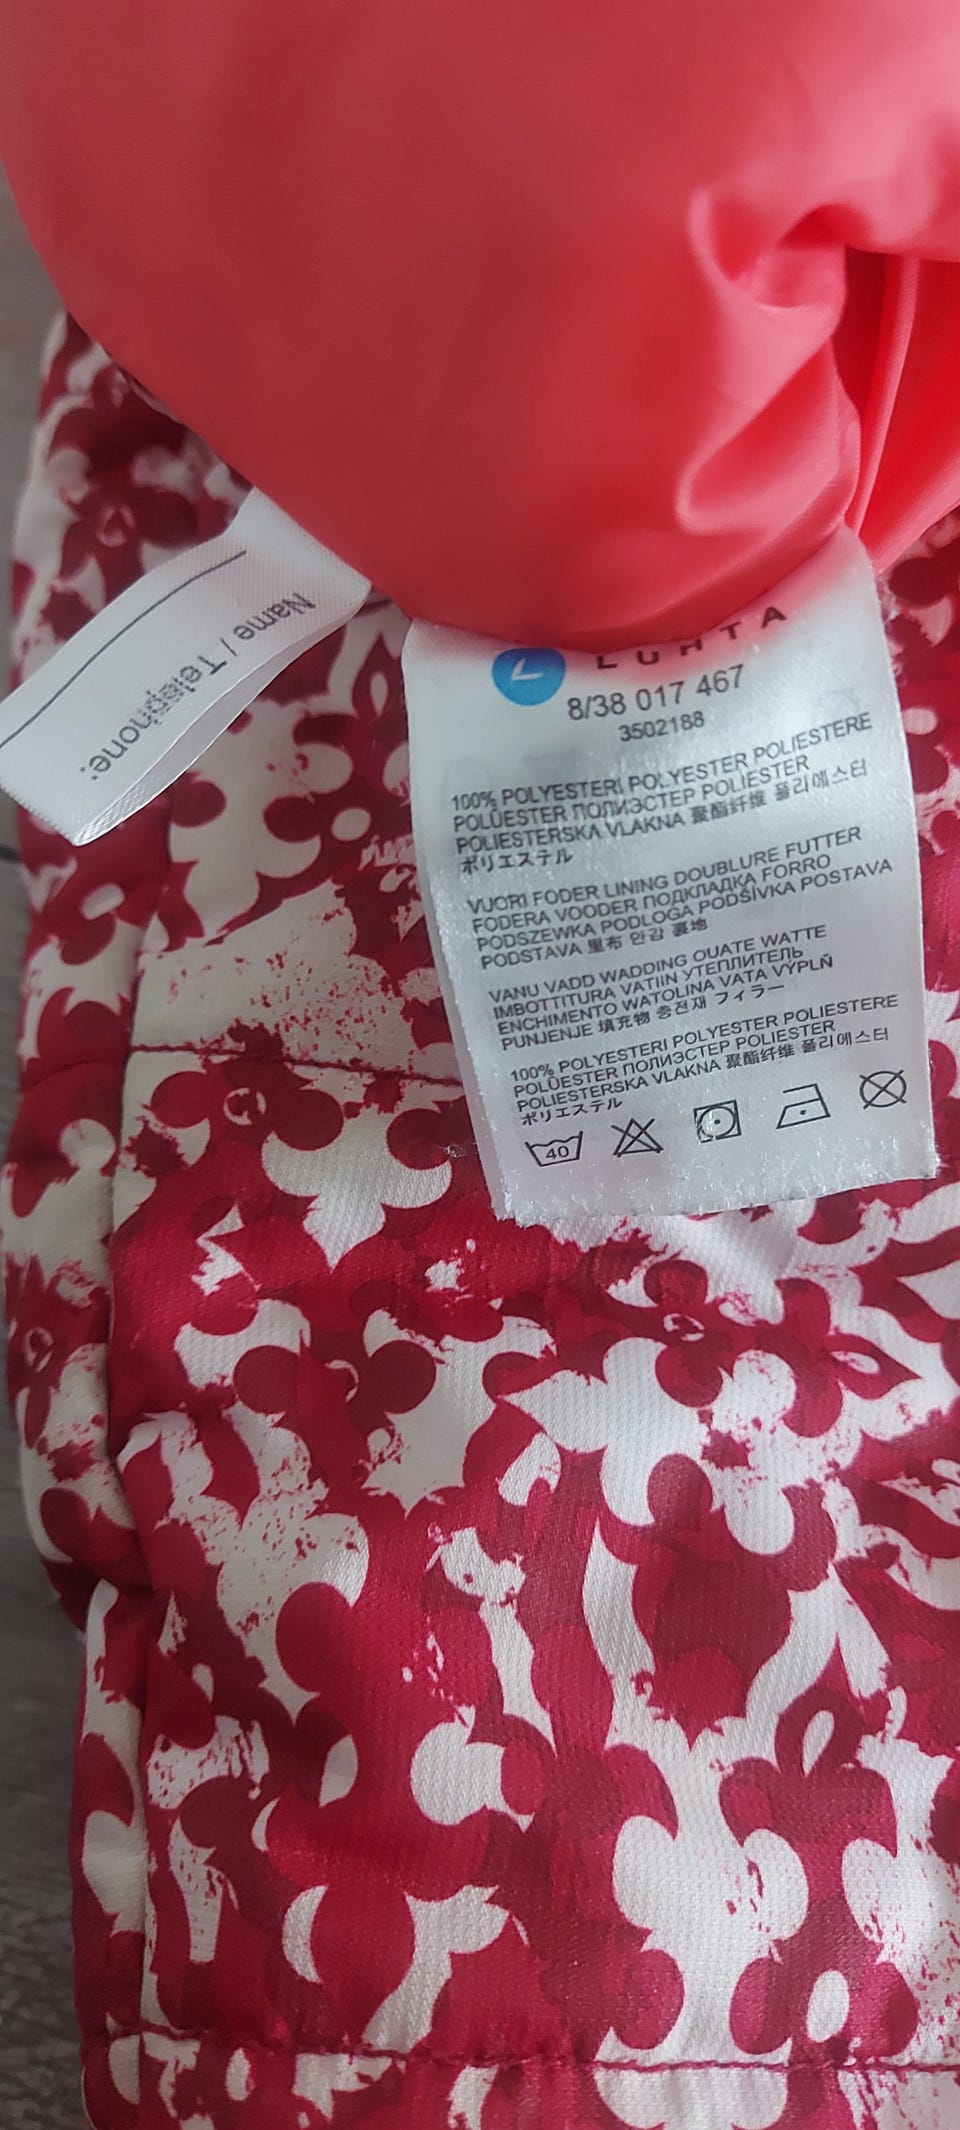 Name / Telephone:
LUHTA
8/38 017 467
3502188
100% POLYESTERI POLYESTER POLIESTERE
POLÜESTER ПОЛИЭСТЕР POLIESTER
POLIESTERSKA VLAKNA 聚酯纤维 폴리에스터
ポリエステル
VUORI FODER LINING DOUBLURE FUTTER
FODERA VOODER ПОДКЛАДКА FORRO
PODSZEWKA PODLOGA PODŠÍVKA POSTAVA
PODSTAVA 里布 안감 裏地
VANU VADD WADDING OUATE WATTE
IMBOTTITURA VATIIN УТЕПЛИТЕЛЬ
ENCHIMENTO WATOLINA VATA VÝPLŇ
PUNJENJE 填充物 충전재 フィラー
100% POLYESTERI POLYESTER POLIESTERE
POLÜESTER ПОЛИЭСТЕР POLIESTER
POLIESTERSKA VLAKNA 聚酯纤维 폴리에스터
ポリエステル
40